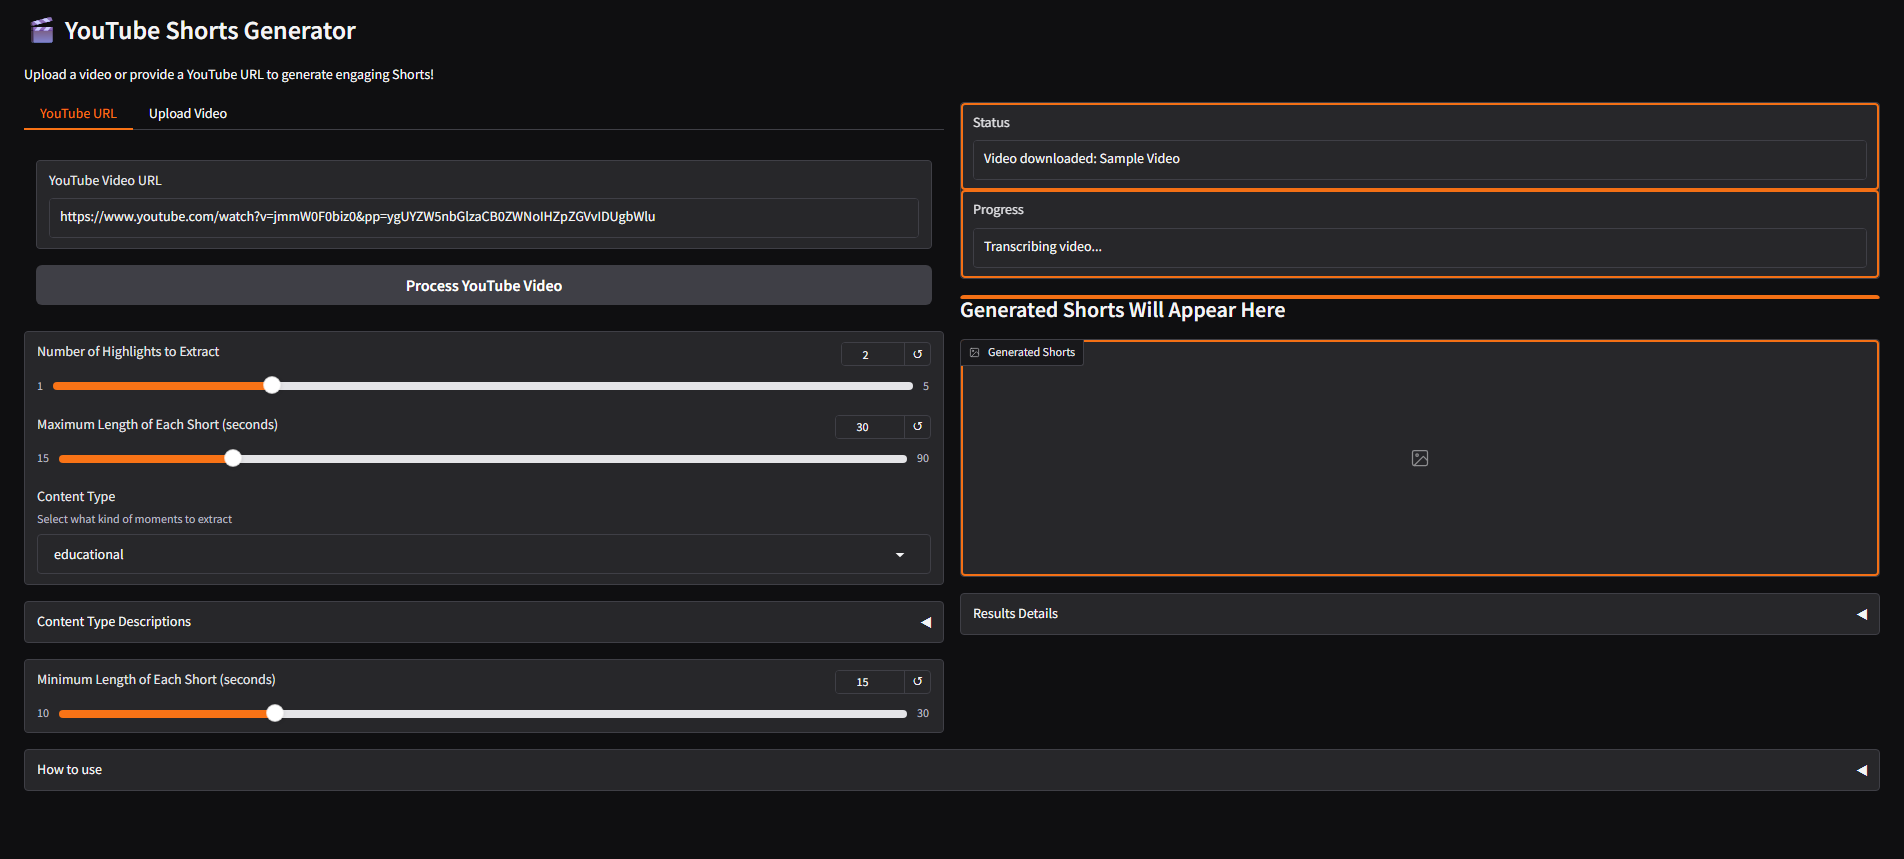 YouTube Shorts Generator
Upload a video or provide a YouTube URL to generate engaging Shorts!
YouTube URL
Upload Video
YouTube Video URL
https://www.youtube.com/watch?v=jmmW0F0biz0&pp=ygUYZW5nbGlzaCB0ZWNoIHZpZGVvIDUgbWlu
Process YouTube Video
Number of Highlights to Extract
2
1
5
Maximum Length of Each Short (seconds)
30
15
90
Content Type
Select what kind of moments to extract
educational
Content Type Descriptions
Minimum Length of Each Short (seconds)
15
10
30
Status
Video downloaded: Sample Video
Progress
Transcribing video...
Generated Shorts Will Appear Here
Generated Shorts
Results Details
How to use